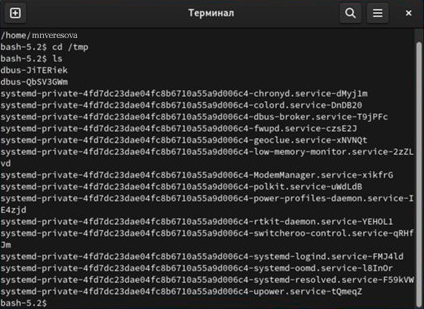 Терминал
/home/mnveresova
bash-5.2$ cd /tmp
bash-5.2$ ls
dbus-JiTERiek
dbus-QbSV3GWm
systemd-private-4fd7dc23dae04fc8b6710a55a9d006c4-chronyd.service-dMyj1m
systemd-private-4fd7dc23dae04fc8b6710a55a9d006c4-colord.service-DnDB20
systemd-private-4fd7dc23dae04fc8b6710a55a9d006c4-dbus-broker.service-T9jPFc
systemd-private-4fd7dc23dae04fc8b6710a55a9d006c4-fwupd.service-czsE2J
systemd-private-4fd7dc23dae04fc8b6710a55a9d006c4-geoclue.service-xNVNQt
systemd-private-4fd7dc23dae04fc8b6710a55a9d006c4-low-memory-monitor.service-2zZL
vd
systemd-private-4fd7dc23dae04fc8b6710a55a9d006c4-ModemManager.service-xikfrG
systemd-private-4fd7dc23dae04fc8b6710a55a9d006c4-polkit.service-uWdLdB
systemd-private-4fd7dc23dae04fc8b6710a55a9d006c4-power-profiles-daemon.service-I
E4zjd
systemd-private-4fd7dc23dae04fc8b6710a55a9d006c4-rtkit-daemon.service-YEHOL1
systemd-private-4fd7dc23dae04fc8b6710a55a9d006c4-switcheroo-control.service-qRHf
Jm
systemd-private-4fd7dc23dae04fc8b6710a55a9d006c4-systemd-logind.service-FMJ4ld
systemd-private-4fd7dc23dae04fc8b6710a55a9d006c4-systemd-oomd.service-l8InOr
systemd-private-4fd7dc23dae04fc8b6710a55a9d006c4-systemd-resolved.service-F59kVW
systemd-private-4fd7dc23dae04fc8b6710a55a9d006c4-upower.service-tQmeqZ
bash-5.2$